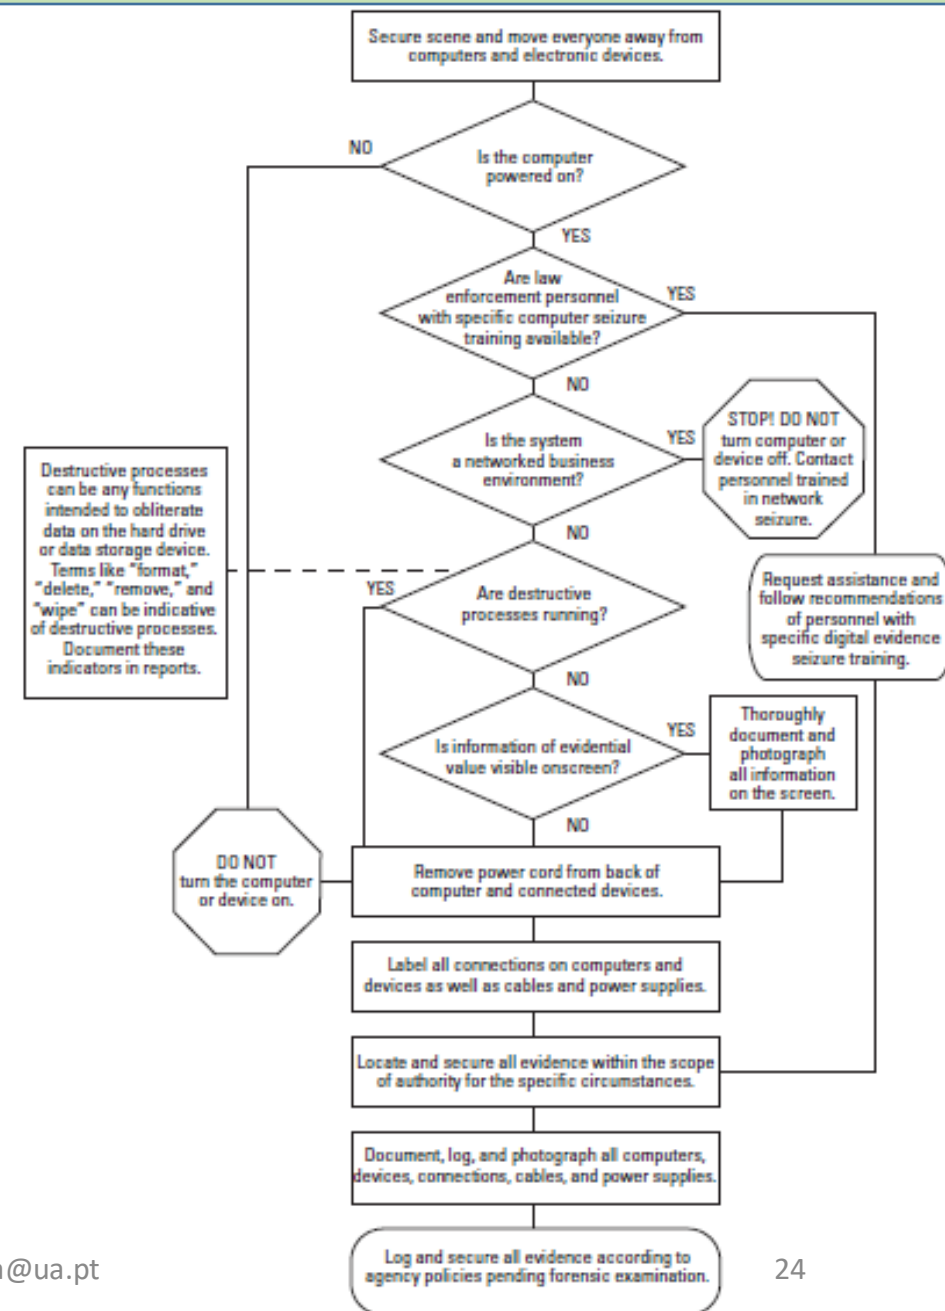 Secure scene and move everyone away from
computers and electronic devices.
NO
Is the computer
powered on?
YES
Are law
enforcement personnel
with specific computer seizure
training available?
YES
NO
Is the system
a networked business
environment?
YES
STOP! DO NOT
turn computer or
device off. Contact
personnel trained
in network
seizure.
NO
Destructive processes
can be any functions
intended to obliterate
data on the hard drive
or data storage device.
Terms like “format,”
“delete,” “remove,” and
“wipe” can be indicative
of destructive processes.
Document these
indicators in reports.
YES
Are destructive
processes running?
Request assistance and
follow recommendations
of personnel with
specific digital evidence
seizure training.
NO
Is information of evidential
value visible onscreen?
YES
Thoroughly
document and
photograph
all information
on the screen.
NO
DO NOT
turn the computer
or device on.
Remove power cord from back of
computer and connected devices.
Label all connections on computers and
devices as well as cables and power supplies.
Locate and secure all evidence within the scope
of authority for the specific circumstances.
Document, log, and photograph all computers,
devices, connections, cables, and power supplies.
Log and secure all evidence according to
agency policies pending forensic examination.
@ua.pt
24